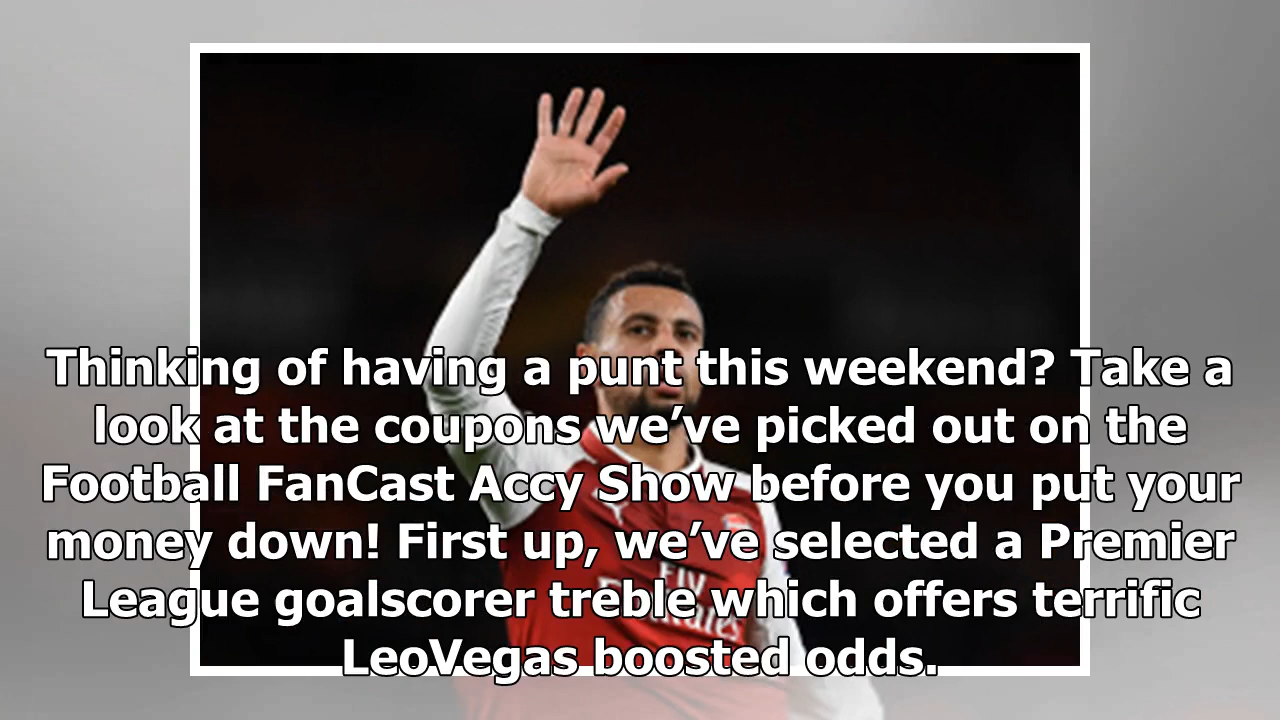 Thinking of having a punt this weekend? Take a
look at the coupons we’ve picked out on the
Football FanCast Accy Show before you put your
money down! First up, we’ve selected a Premier
League goalscorer treble which offers terrific
LeoVegas boosted odds.
Fly
Emirates